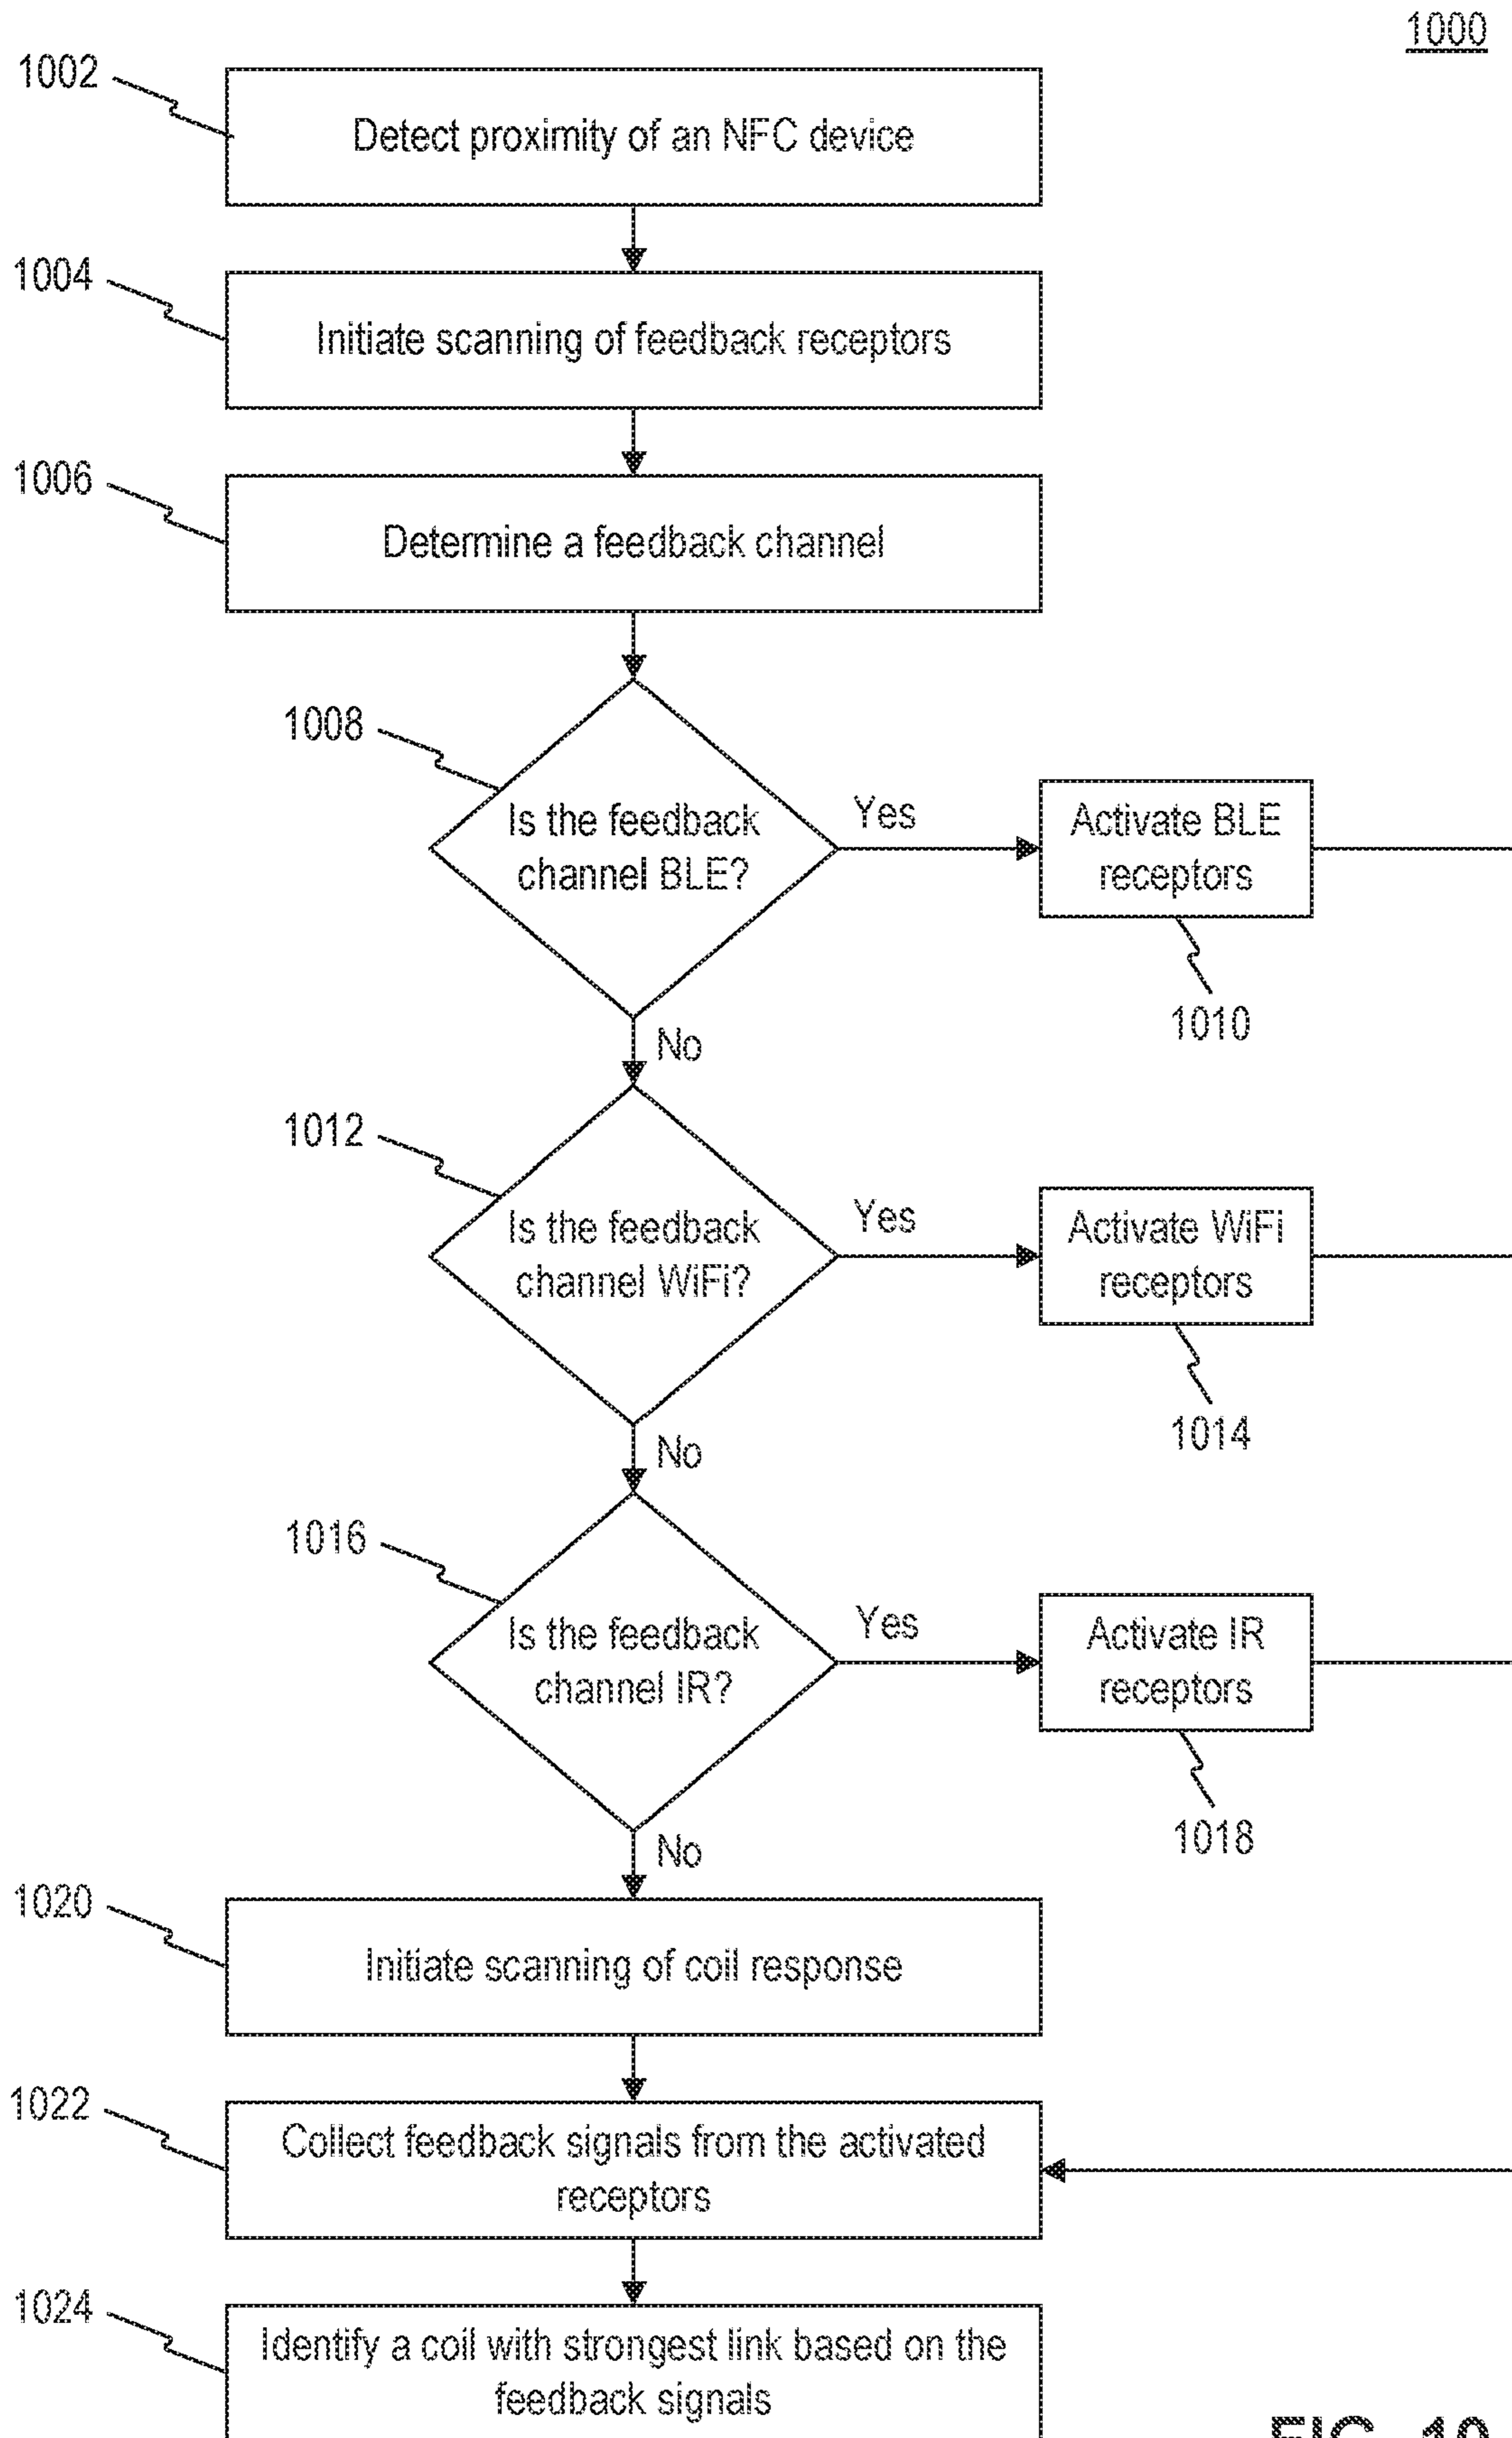 1000
1002
Detect proximity of an NFC device
1004
Initiate scanning of feedback receptors
1006
Determine a feedback channel
1008
Is the feedback
channel BLE?
Yes
Activate BLE
receptors
1010
No
1012
Is the feedback
channel WiFi?
Yes
Activate WiFi
receptors
1014
No
1016
Is the feedback
channel IR?
Yes
Activate IR
receptors
1018
No
1020
Initiate scanning of coil response
1022
Collect feedback signals from the activated
receptors
1024
Identify a coil with strongest link based on the
feedback signals
FIG. 10